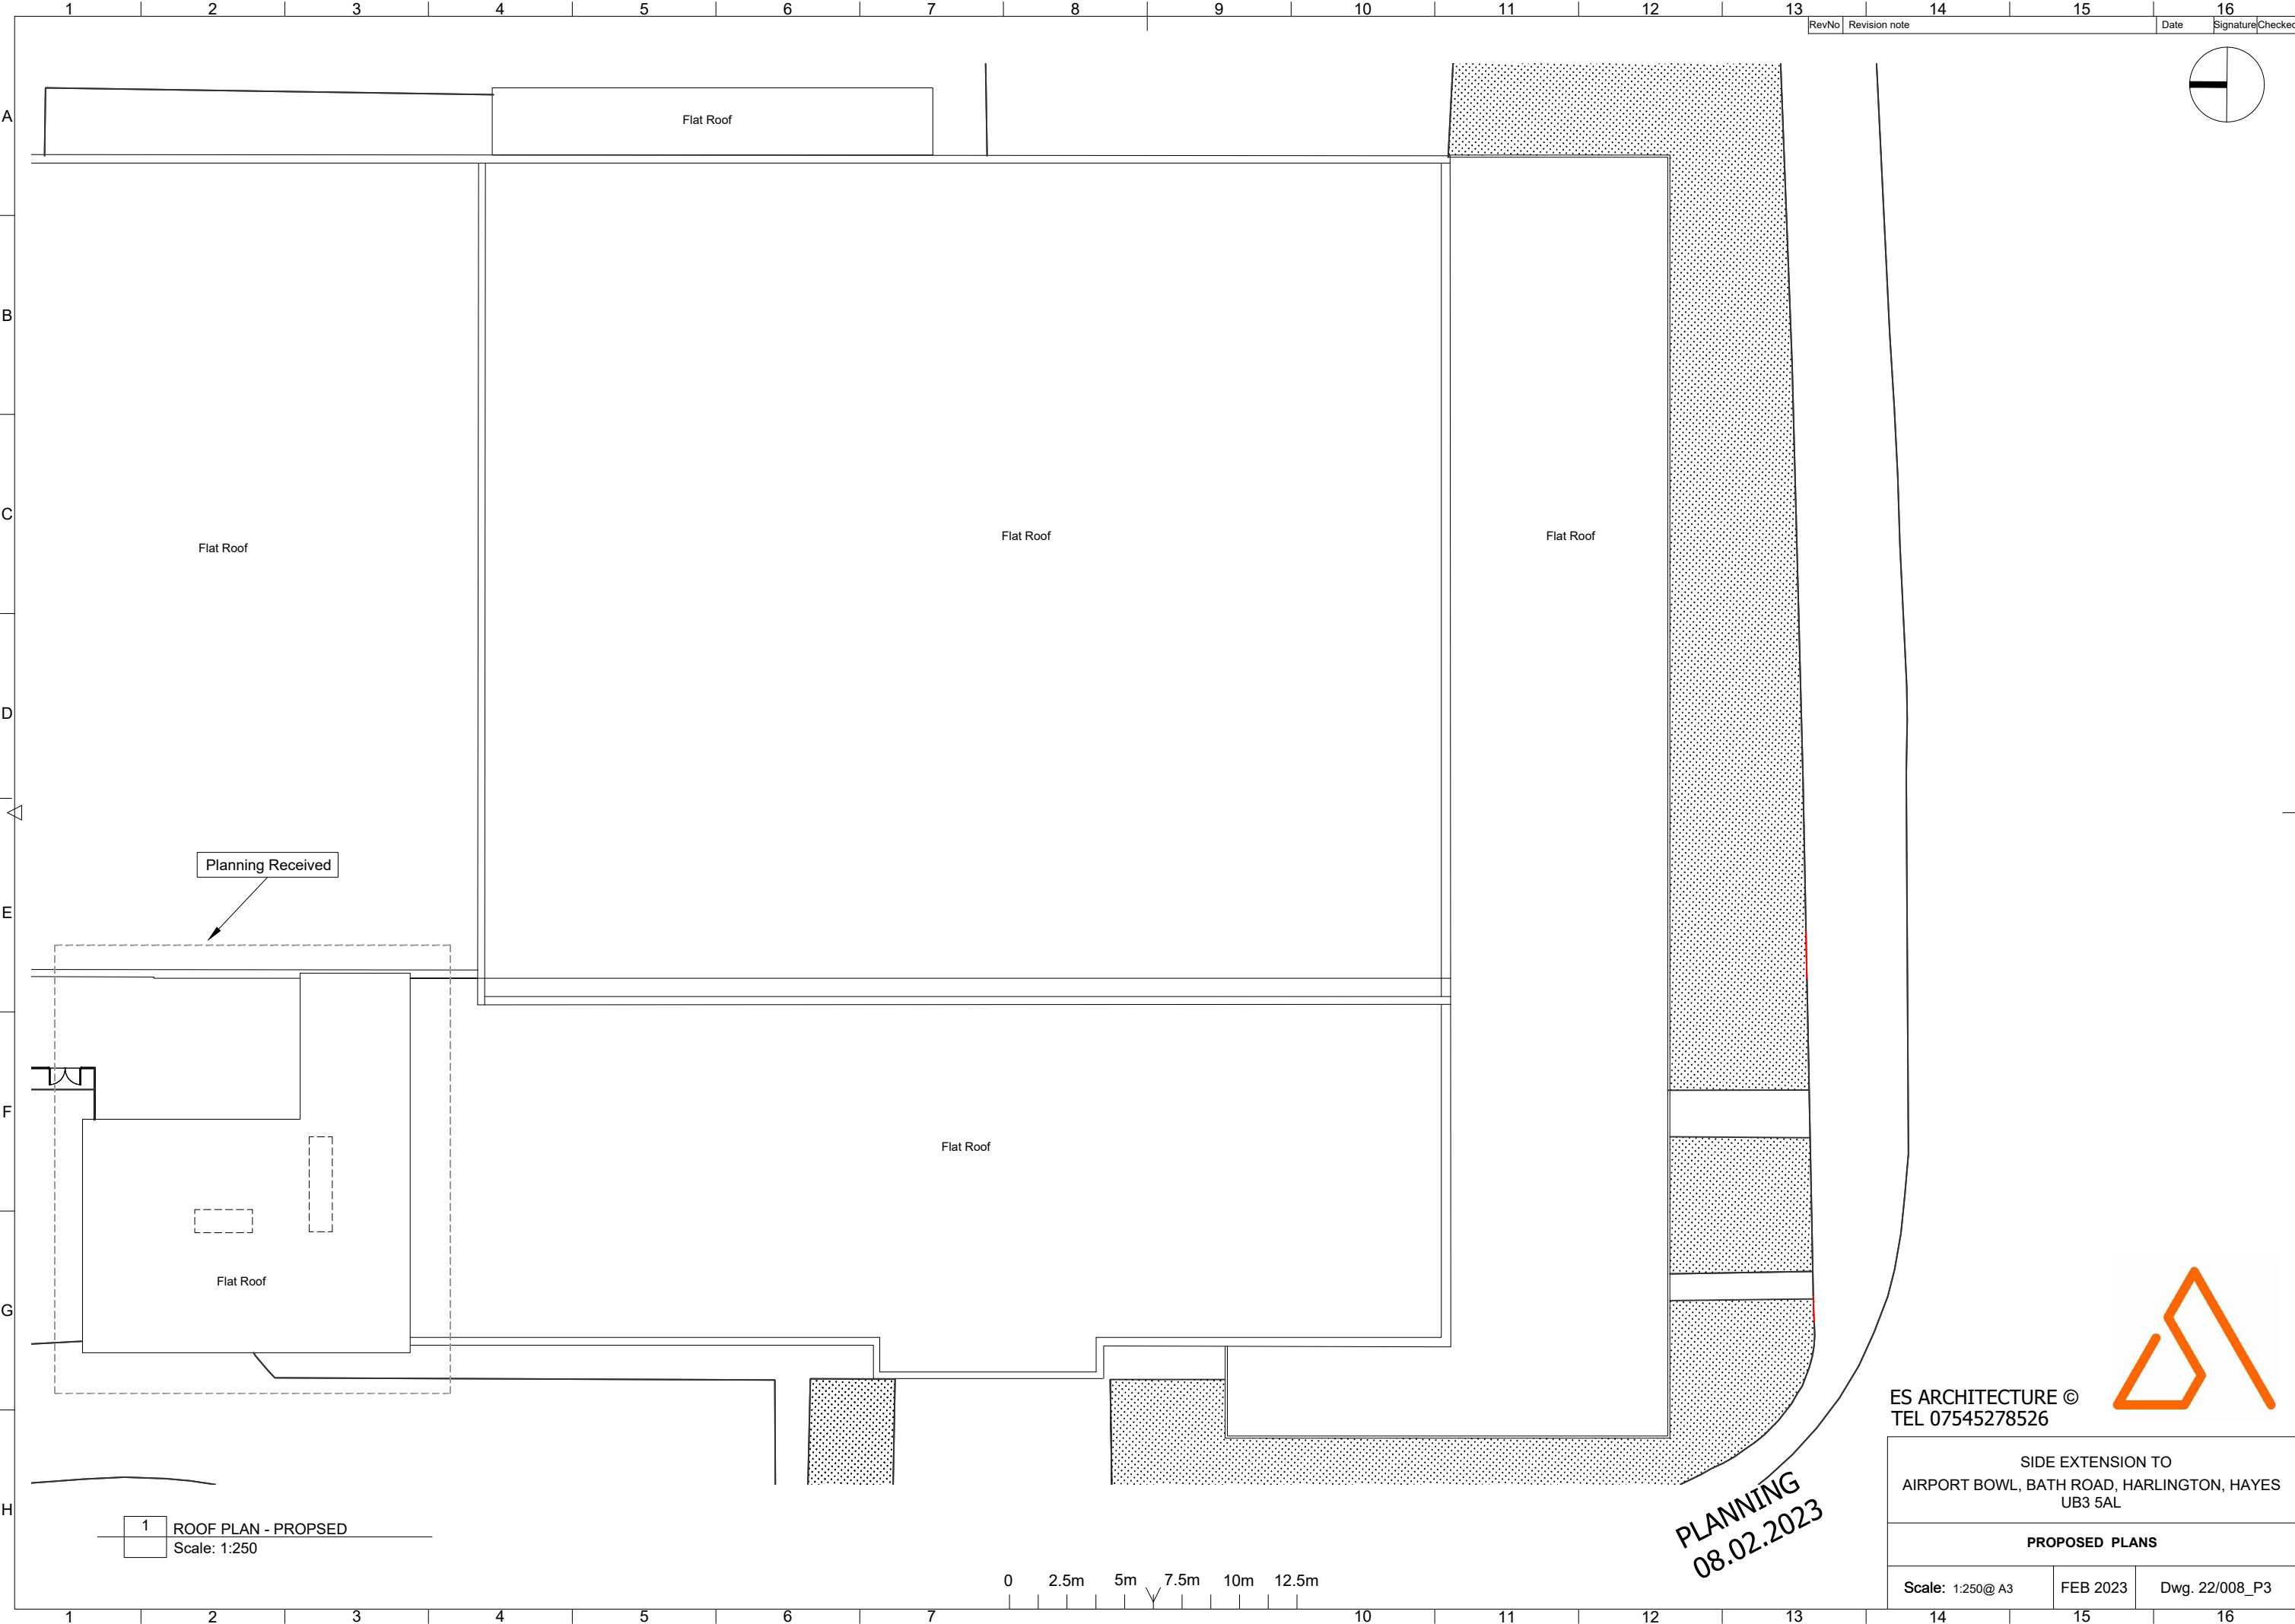 1 2 3 4 5 6 7 8 9 10 11 12 13 14 15 16
RevNo Revision note Date Signature Checked
A
Flat Roof
B
C
Flat Roof
Flat Roof
Flat Roof
D
Planning Received
E
F
Flat Roof
Flat Roof
G
ES ARCHITECTURE ©
TEL 07545278526
SIDE EXTENSION TO
AIRPORT BOWL, BATH ROAD, HARLINGTON, HAYES
UB3 5AL
PROPOSED PLANS
Scale: 1:250@ A3 FEB 2023 Dwg. 22/008_P3
H
1 ROOF PLAN - PROPSED
Scale: 1:250
PLANNING
08.02.2023
0 2.5m 5m 7.5m 10m 12.5m
1 2 3 4 5 6 7 10 11 12 13 14 15 16